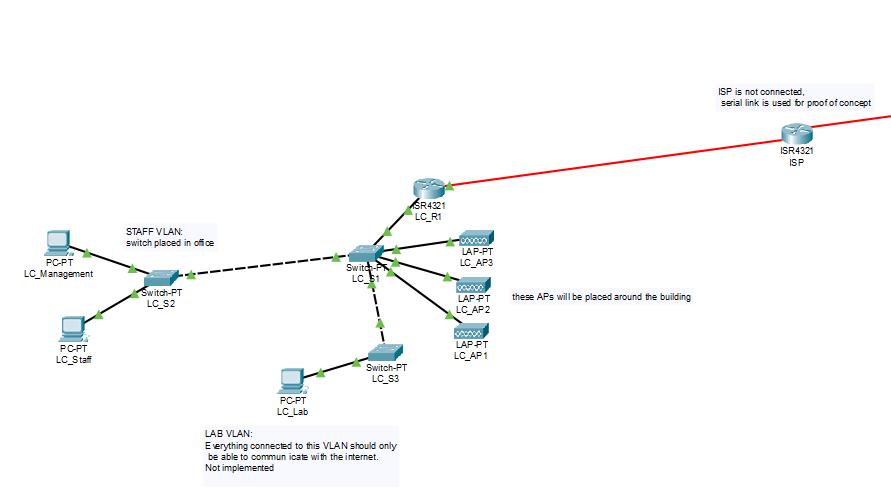 ISP is not connected,
serial link is used for proof of concept
ISR4321
ISP
ISR4321
LC_R1
STAFF VLAN:
switch placed in office
PC-PT
LC_Management
Switch-PT
LC_S2
Switch-PT
LC_S1
LAP-PT
LC_AP3
LAP-PT
LC_AP2
these APs will be placed around the building
LAP-PT
LC_AP1
PC-PT
LC_Staff
Switch-PT
LC_S3
PC-PT
LC_Lab
LAB VLAN:
Everything connected to this VLAN should only
be able to commun icate with the internet.
Not implemented